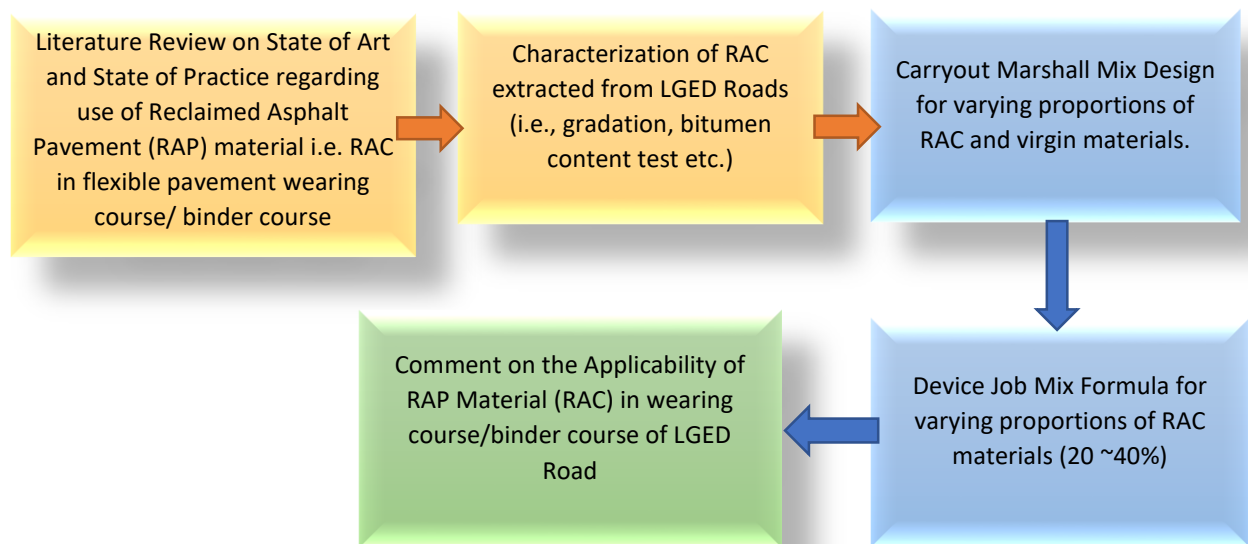 Literature Review on State of Art
and State of Practice regarding
use of Reclaimed Asphalt
Pavement (RAP) material i.e. RAC
in flexible pavement wearing
course/ binder course
Characterization of RAC
extracted from LGED Roads
(i.e., gradation, bitumen
content test etc.)
Carryout Marshall Mix Design
for varying proportions of
RAC and virgin materials.
Device Job Mix Formula for
varying proportions of RAC
materials (20 ~40%)
Comment on the Applicability of
RAP Material (RAC) in wearing
course/binder course of LGED
Road